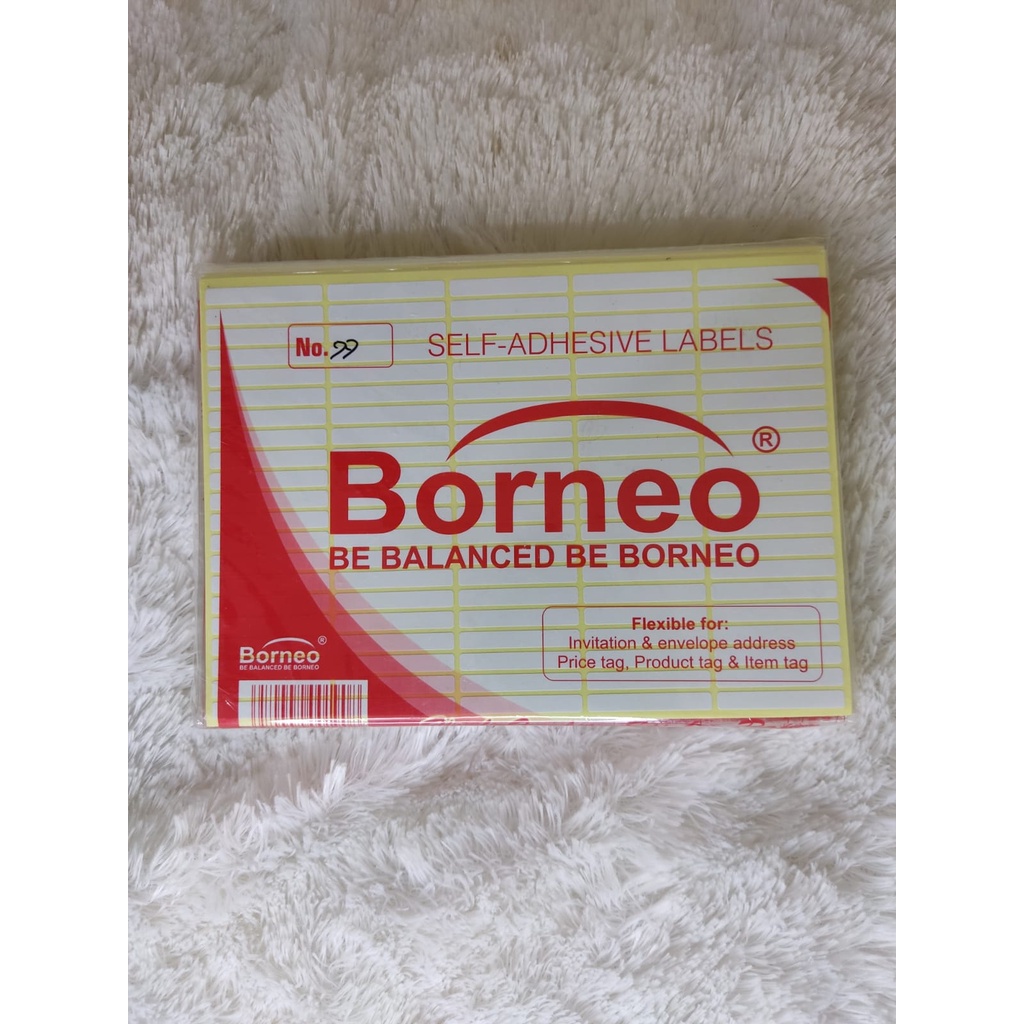 No. 99
SELF-ADHESIVE LABELS
Borneo®
BE BALANCED BE BORNEO
Flexible for:
Invitation & envelope address
Price tag, Product tag & Item tag
Borneo®
BE BALANCED BE BORNEO